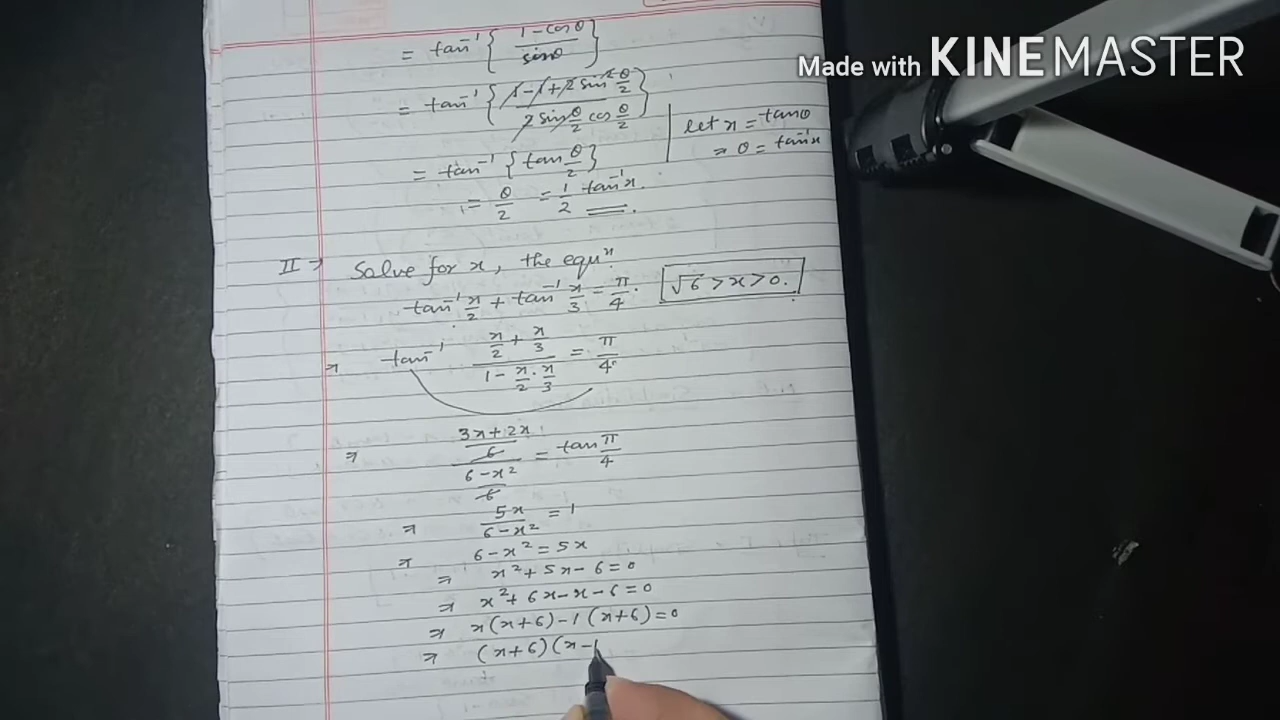 Made with KINEMASTER
= tan⁻¹ { (1-cosθ)/sinθ }
= tan⁻¹ { (1-1+2 sin² θ/2)/(2 sin θ/2 cos θ/2) }
let x = tanθ
⇒ θ = tan⁻¹x
= tan⁻¹ { tan θ/2 }
= θ/2 = 1/2 tan⁻¹x.
II → Solve for x, the equⁿ
tan⁻¹ x/2 + tan⁻¹ x/3 = π/4. √6 > x > 0.
⇒ tan⁻¹ (x/2 + x/3)/(1 - x/2 · x/3) = π/4
⇒ ((3x+2x)/6)/((6-x²)/6) = tan π/4
⇒ 5x/(6-x²) = 1
⇒ 6-x² = 5x
⇒ x²+5x-6=0
⇒ x²+6x-x-6=0
⇒ x(x+6)-1(x+6)=0
⇒ (x+6)(x-1